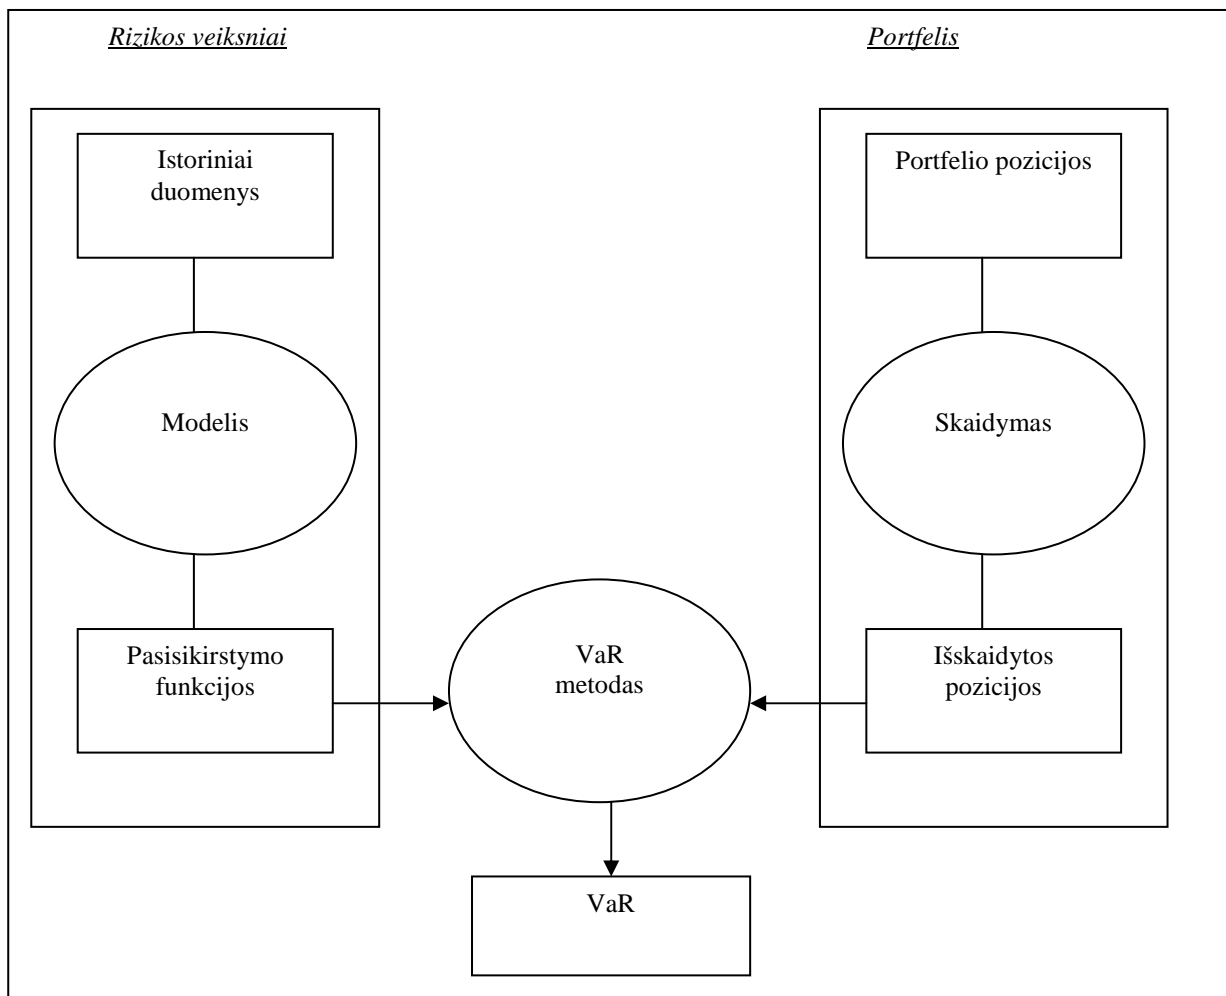 Rizikos veiksniai
Portfelis
Istoriniai
duomenys
Portfelio pozicijos
Modelis
Skaidymas
Pasisikirstymo
funkcijos
VaR
metodas
Išskaidytos
pozicijos
VaR